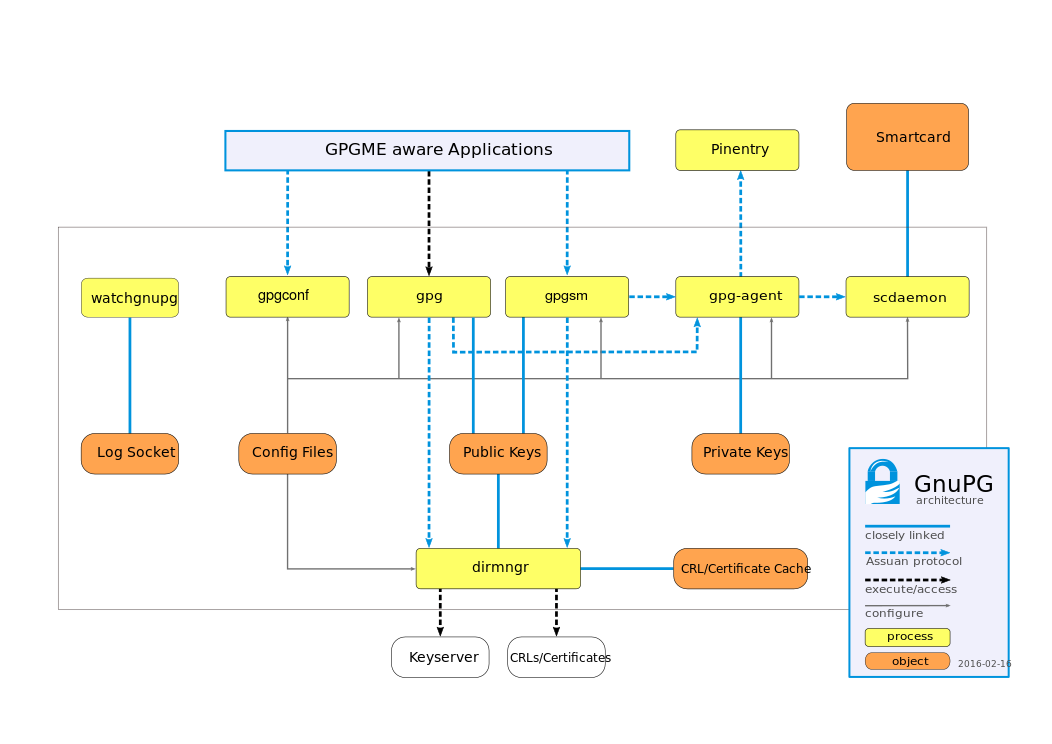 Smartcard
GPGME aware Applications
Pinentry
watchgnupg
gpgconf
gpg
gpgsm
gpg-agent
scdaemon
Log Socket
Config Files
Public Keys
Private Keys
dirmngr
CRL/Certificate Cache
Keyserver
CRLs/Certificates
GnuPG
architecture
closely linked
Assuan protocol
execute/access
configure
process
object
2016-02-16